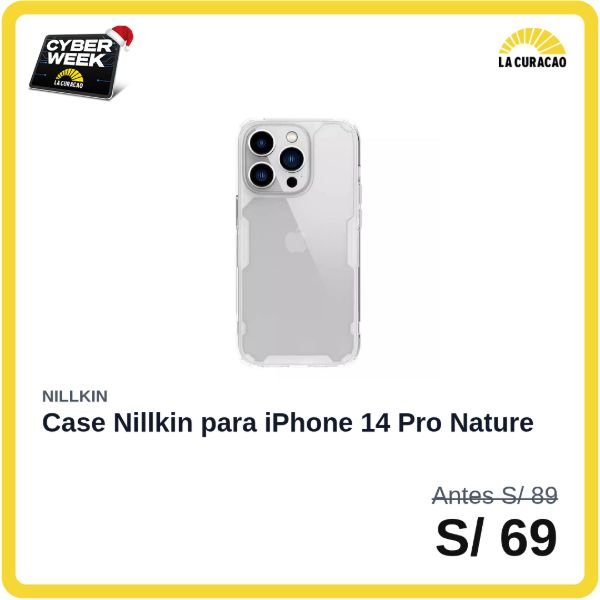 CYBER
WEEK
LA CURACAO
LA CURACAO
NILLKIN
Case Nillkin para iPhone 14 Pro Nature
Antes S/ 89
S/ 69